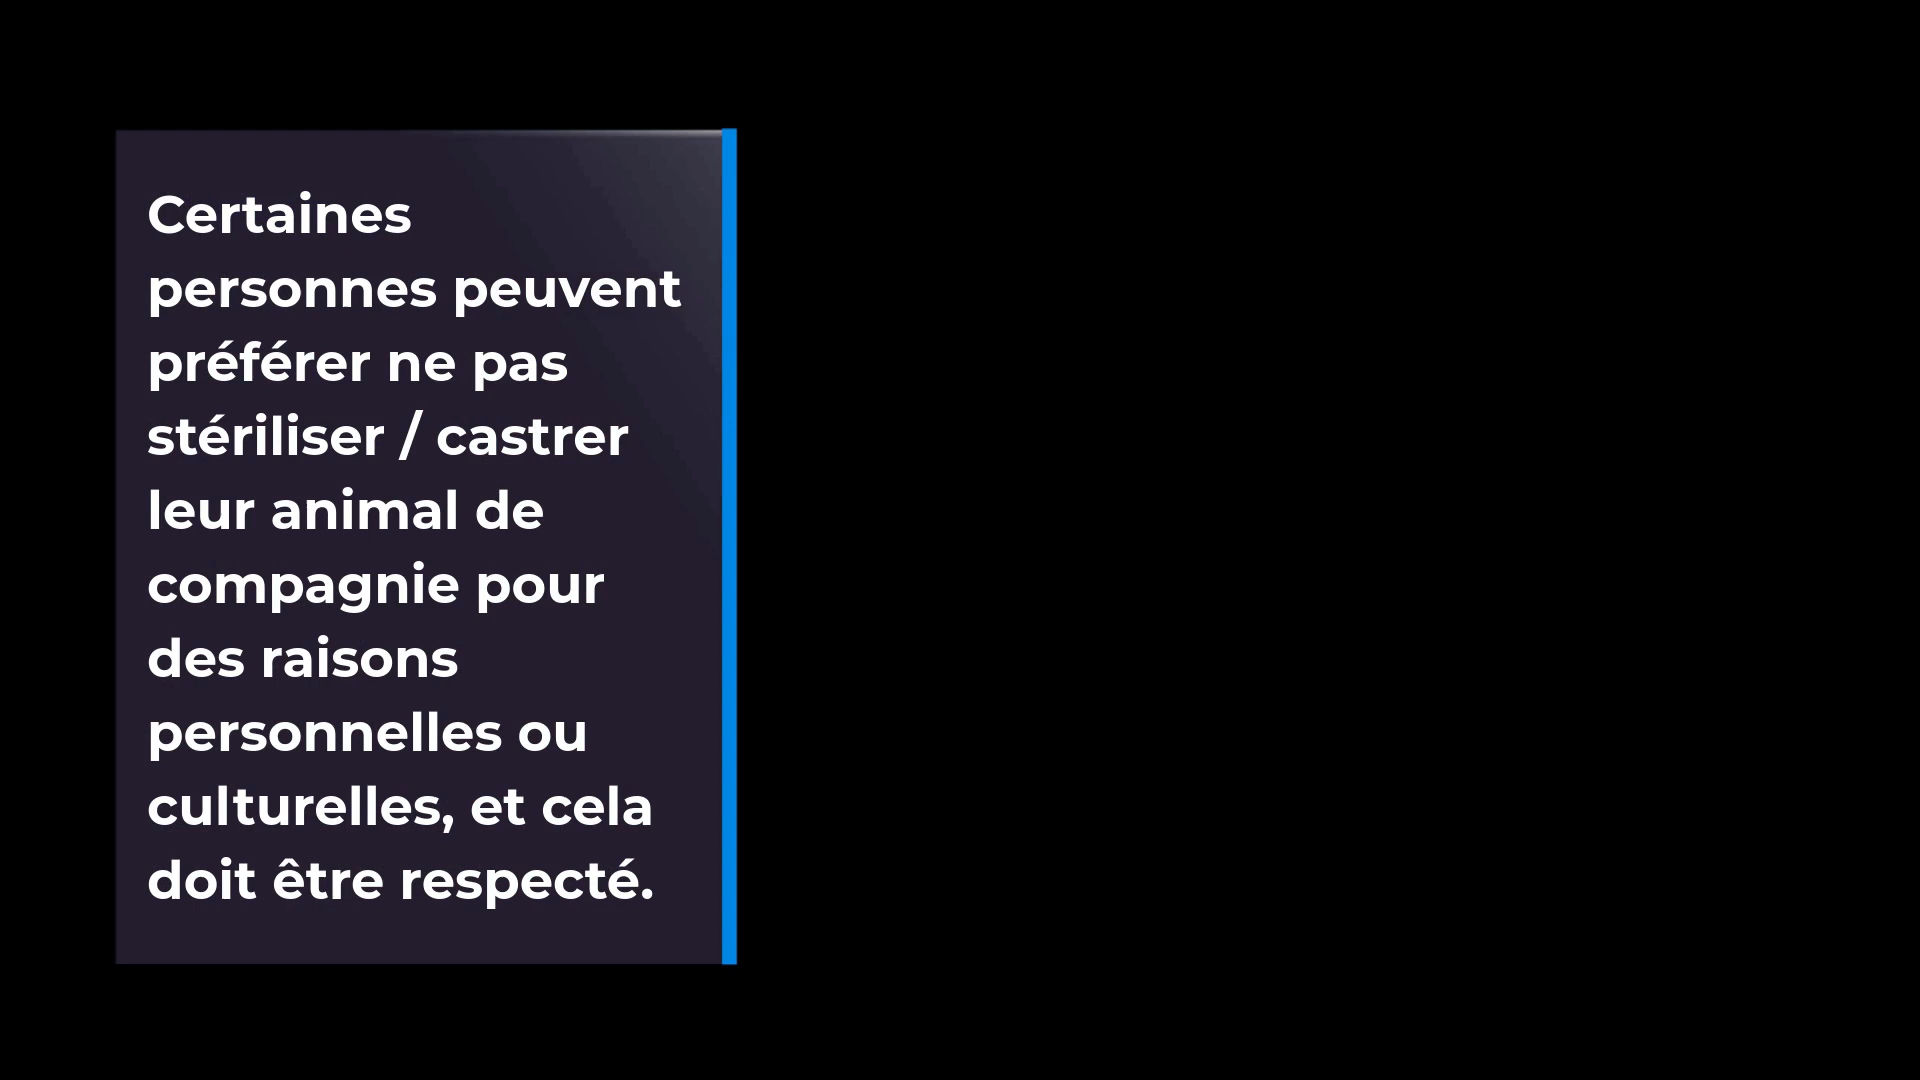 Certaines
personnes peuvent
préférer ne pas
stériliser / castrer
leur animal de
compagnie pour
des raisons
personnelles ou
culturelles, et cela
doit être respecté.